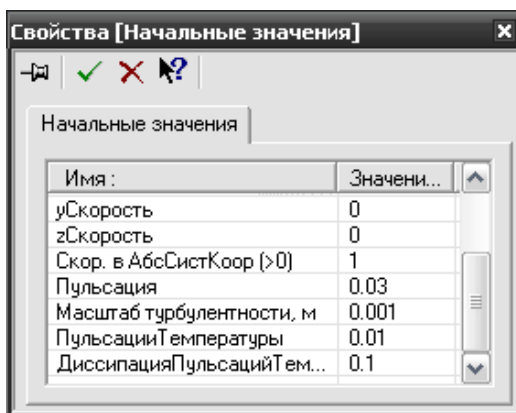 Свойства [Начальные значения]
Начальные значения
Имя : Значени...
yСкорость 0
zСкорость 0
Скор. в АбсСистКоор (>0) 1
Пульсация 0.03
Масштаб турбулентности, м 0.001
ПульсацииТемпературы 0.01
ДиссипацияПульсацийТем... 0.1